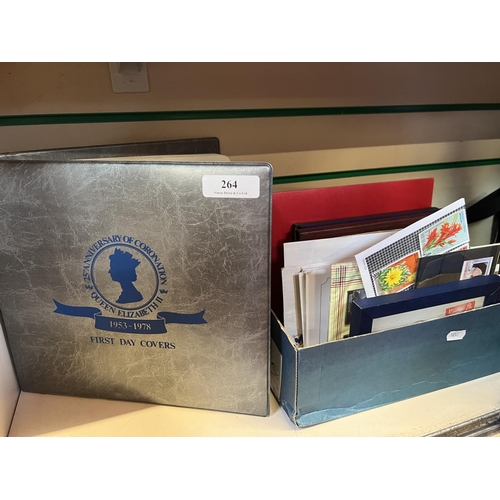 264
25TH ANNIVERSARY OF CORONATION
QUEEN ELIZABETH II
1953-1978
FIRST DAY COVERS